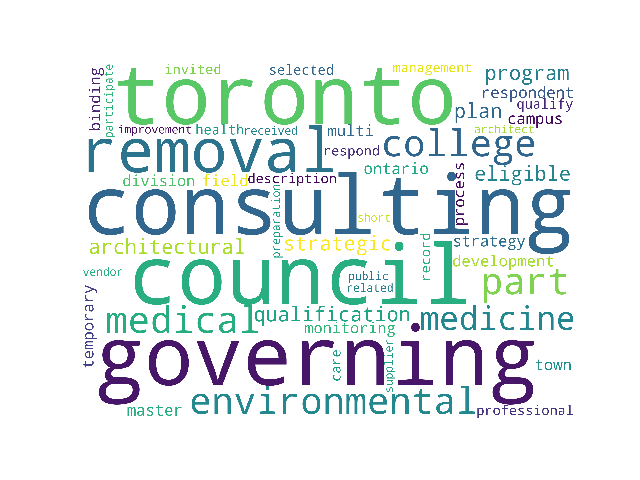 invited selected management
toronto
program
binding
participate
respondent
plan
qualify
campus
improvement health received multi architect
removal
respond
college
ontario
process
eligible
division field description
consulting
preparation
short
architectural strategic
record
strategy
development
vendor
council
public
related
part
temporary
medical
qualification
monitoring
medicine
governing
care
supplier
town
environmental
master
professional